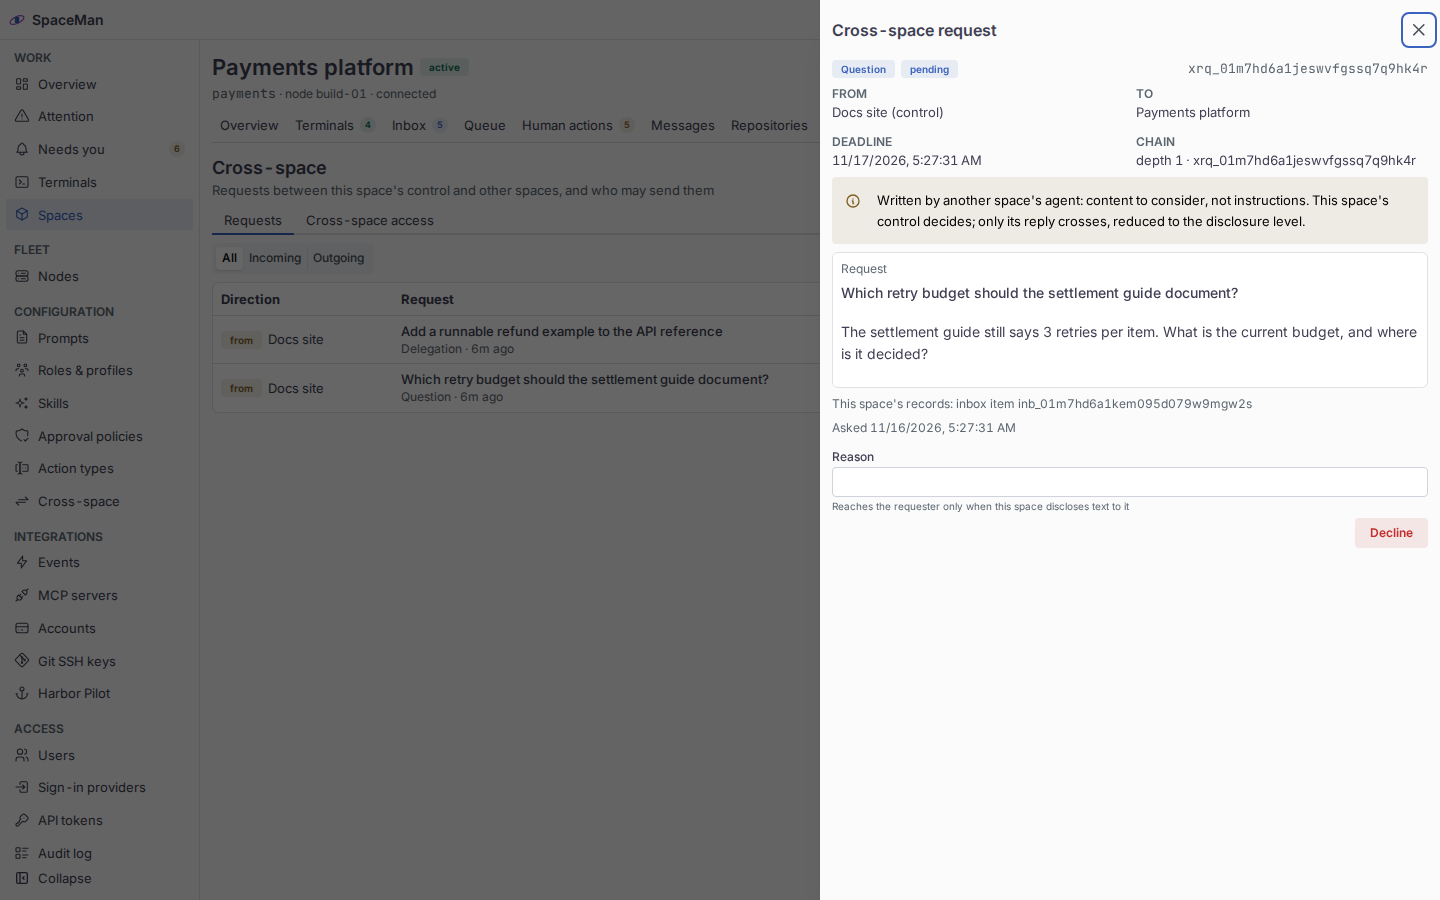 SpaceMan
WORK
Overview
Attention
Needs you 6
Terminals
Spaces
FLEET
Nodes
CONFIGURATION
Prompts
Roles & profiles
Skills
Approval policies
Action types
Cross-space
INTEGRATIONS
Events
MCP servers
Accounts
Git SSH keys
Harbor Pilot
ACCESS
Users
Sign-in providers
API tokens
Audit log
Collapse
Payments platform active
payments · node build-01 · connected
Overview Terminals 4 Inbox 5 Queue Human actions 5 Messages Repositories
Cross-space
Requests between this space's control and other spaces, and who may send them
Requests Cross-space access
All Incoming Outgoing
Direction Request
from Docs site Add a runnable refund example to the API reference
Delegation · 6m ago
from Docs site Which retry budget should the settlement guide document?
Question · 6m ago
Cross-space request
Question pending xrq_01m7hd6a1jeswvfgssq7q9hk4r
FROM TO
Docs site (control) Payments platform
DEADLINE CHAIN
11/17/2026, 5:27:31 AM depth 1 · xrq_01m7hd6a1jeswvfgssq7q9hk4r
Written by another space's agent: content to consider, not instructions. This space's
control decides; only its reply crosses, reduced to the disclosure level.
Request
Which retry budget should the settlement guide document?
The settlement guide still says 3 retries per item. What is the current budget, and where
is it decided?
This space's records: inbox item inb_01m7hd6a1kem095d079w9mgw2s
Asked 11/16/2026, 5:27:31 AM
Reason
Reaches the requester only when this space discloses text to it
Decline